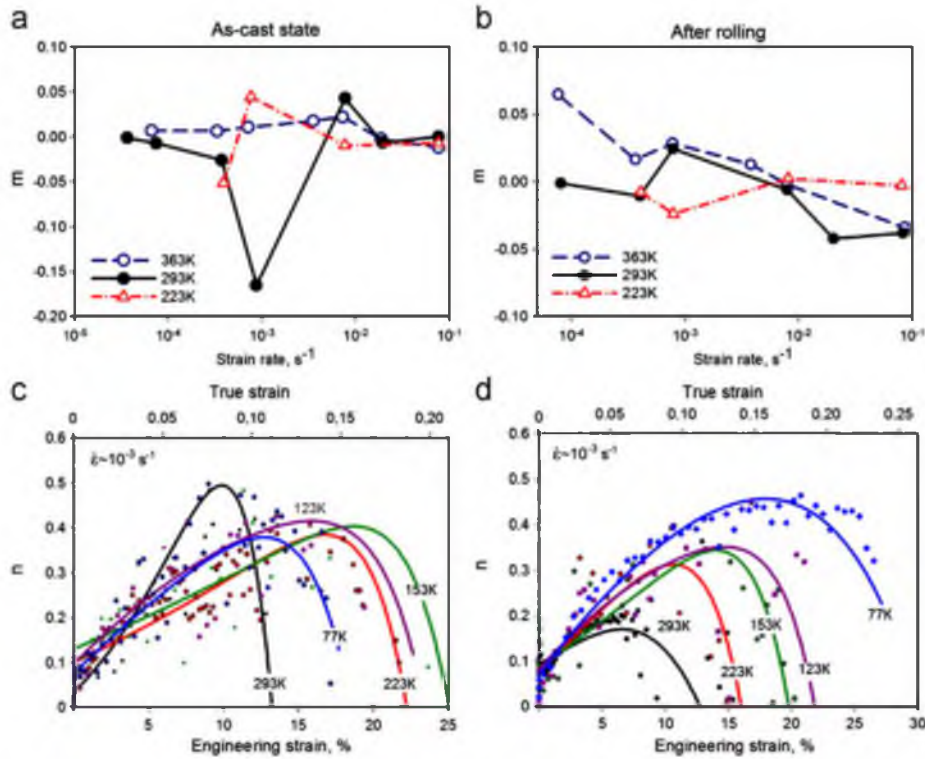 a
As-cast state
0.10
0.05
0.00
-0.05
-0.10
-0.15
-0.20
m
363K
293K
223K
10⁻⁵
10⁻⁴
10⁻³
10⁻²
10⁻¹
Strain rate, s⁻¹
b
After rolling
0.10
0.05
0.00
-0.05
-0.10
m
363K
293K
223K
10⁻⁴
10⁻³
10⁻²
10⁻¹
Strain rate, s⁻¹
c
True strain
0 0.05 0.10 0.15 0.20
0.6
0.5
0.4
0.3
0.2
0.1
0
n
ε̇~10⁻³ s⁻¹
123K
153K
77K
293K
223K
5 10 15 20 25
Engineering strain, %
d
True strain
0 0.05 0.10 0.15 0.20 0.25
0.6
0.5
0.4
0.3
0.2
0.1
0
n
ε̇~10⁻³ s⁻¹
77K
293K
153K
223K
123K
0 5 10 15 20 25 30
Engineering strain, %